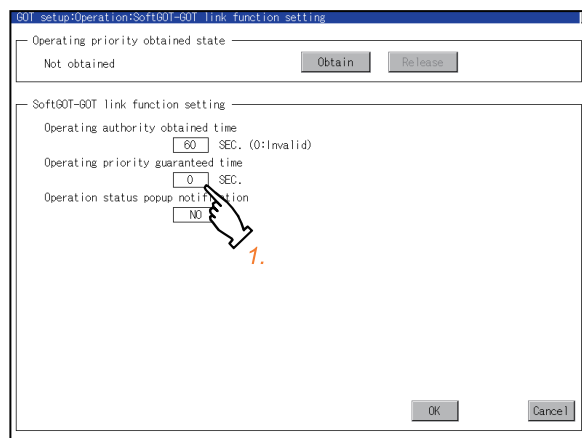 GOT setup:Operation:SoftGOT-GOT link function setting
Operating priority obtained state
Not obtained
Obtain
Release
SoftGOT-GOT link function setting
Operating authority obtained time
60 SEC. (0:Invalid)
Operating priority guaranteed time
0 SEC.
Operation status popup notification
NO
1.
OK
Cancel